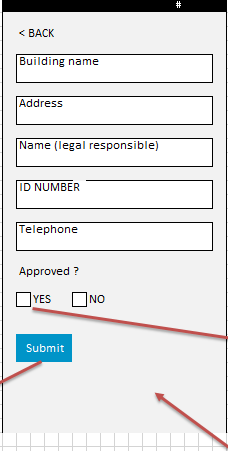 #
< BACK
Building name
Address
Name (legal responsible)
ID NUMBER
Telephone
Approved ?
YES NO
Submit